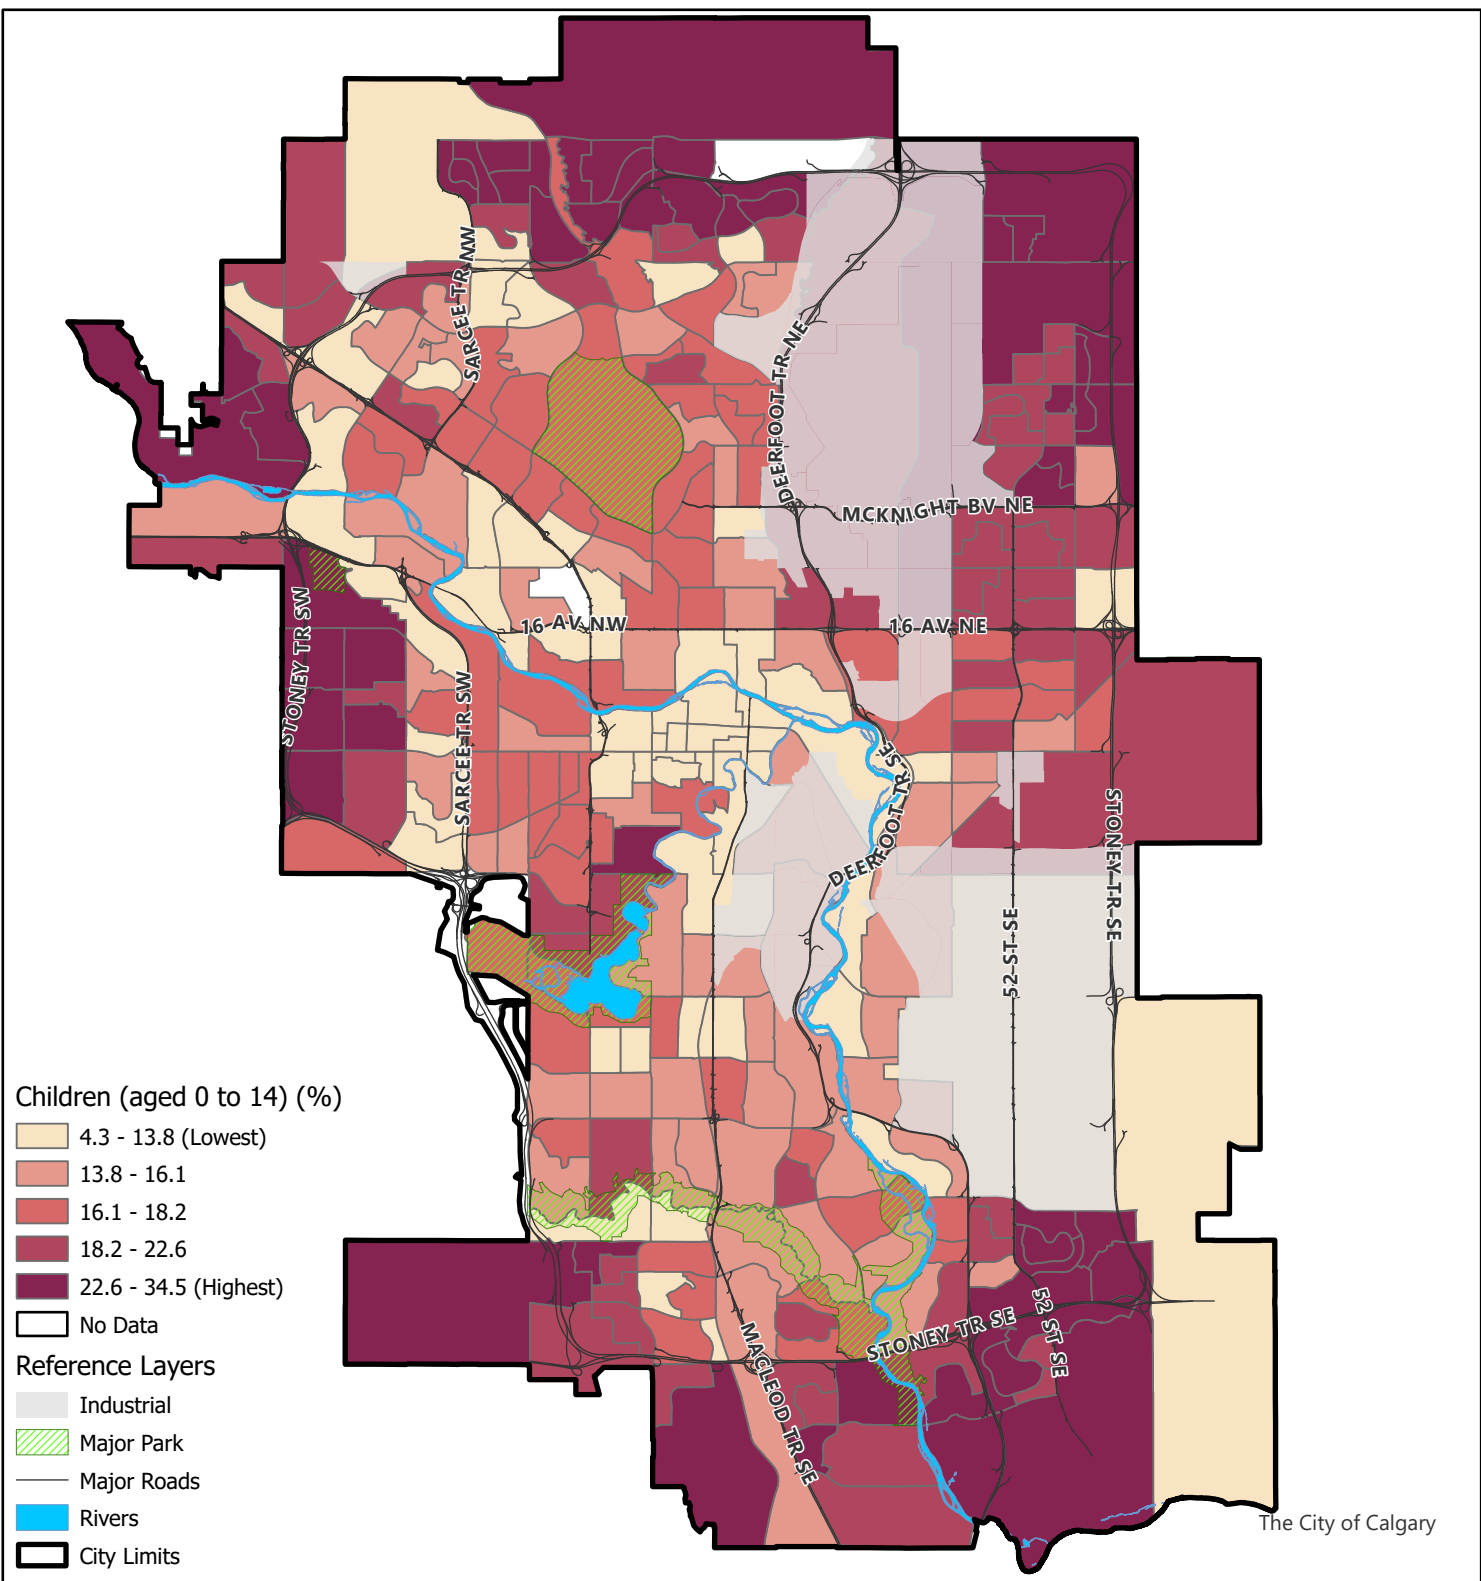 SARCEE TR NW
DEERFOOT TR NE
MCKNIGHT BV NE
16 AV NW
16 AV NE
STONEY TR SW
SARCEE TR SW
DEERFOOT TR SE
DEERFOOT TR SE
STONEY TR SE
52 ST SE
52 ST SE
STONEY TR SE
MACLEOD TR SE
Children (aged 0 to 14) (%)
4.3 - 13.8 (Lowest)
13.8 - 16.1
16.1 - 18.2
18.2 - 22.6
22.6 - 34.5 (Highest)
No Data
Reference Layers
Industrial
Major Park
Major Roads
Rivers
City Limits
The City of Calgary